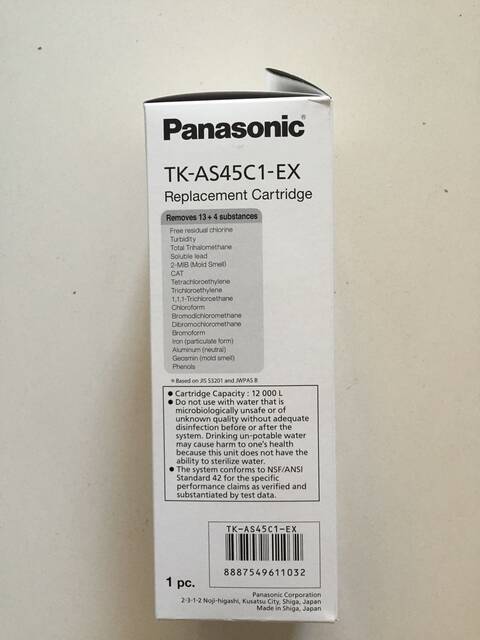 Panasonic®
TK-AS45C1-EX
Replacement Cartridge
Removes 13 + 4 substances
Free residual chlorine
Turbidity
Total Trihalomethane
Soluble lead
2-MIB (Mold Smell)
CAT
Tetrachloroethylene
Trichloroethylene
1,1,1-Trichloroethane
Chloroform
Bromodichloromethane
Dibromochloromethane
Bromoform
Iron (particulate form)
Aluminum (neutral)
Geosmin (mold smell)
Phenols
※Based on JIS S3201 and JWPAS B
● Cartridge Capacity : 12 000 L
● Do not use with water that is
microbiologically unsafe or of
unknown quality without adequate
disinfection before or after the
system. Drinking un-potable water
may cause harm to one's health
because this unit does not have the
ability to sterilize water.
● The system conforms to NSF/ANSI
Standard 42 for the specific
performance claims as verified and
substantiated by test data.
TK-AS45C1-EX
8887549611032
1 pc.
Panasonic Corporation
2-3-1-2 Noji-higashi, Kusatsu City, Shiga, Japan
Made in Shiga, Japan